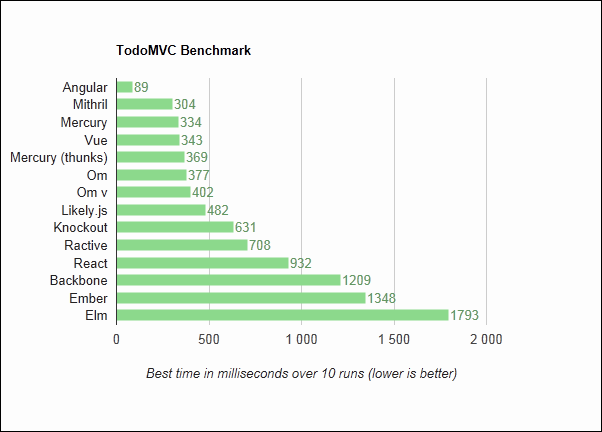 TodoMVC Benchmark
Angular 89
Mithril 304
Mercury 334
Vue 343
Mercury (thunks) 369
Om 377
Om v 402
Likely.js 482
Knockout 631
Ractive 708
React 932
Backbone 1209
Ember 1348
Elm 1793
0 500 1 000 1 500 2 000
Best time in milliseconds over 10 runs (lower is better)